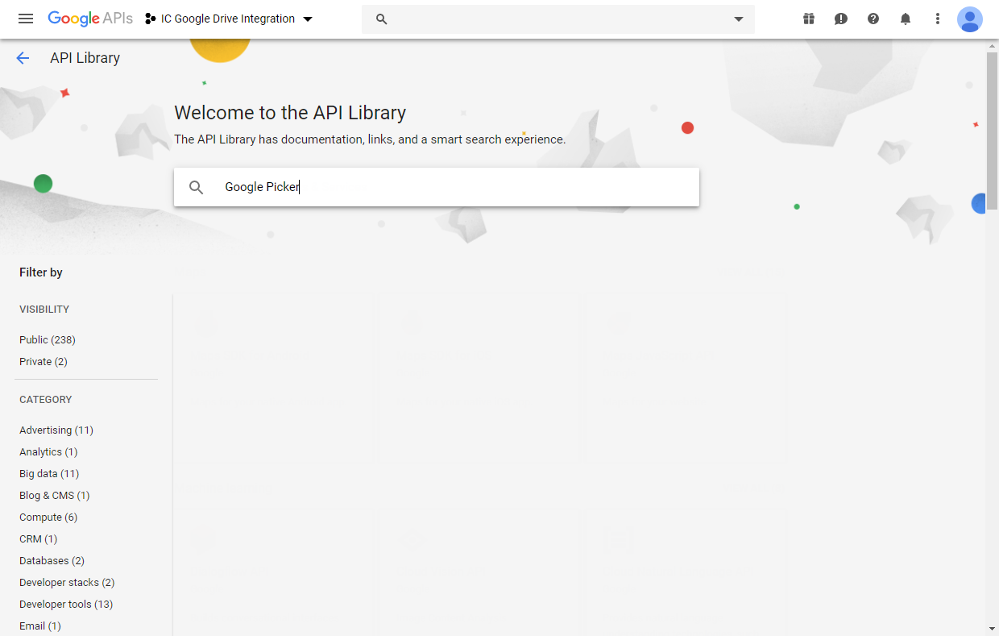 Google APIs IC Google Drive Integration
API Library
Welcome to the API Library
The API Library has documentation, links, and a smart search experience.
Google Picker
Filter by
VISIBILITY
Public (238)
Private (2)
CATEGORY
Advertising (11)
Analytics (1)
Big data (11)
Blog & CMS (1)
Compute (6)
CRM (1)
Databases (2)
Developer stacks (2)
Developer tools (13)
Email (1)